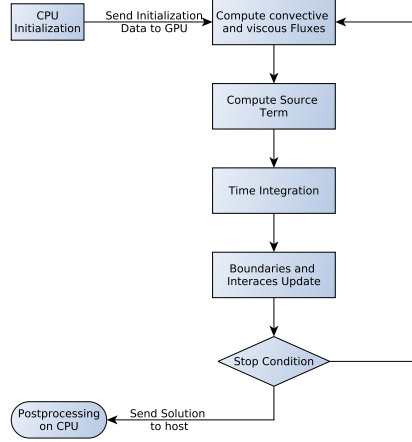 CPU
Initialization
Send Initialization
Data to GPU
Compute convective
and viscous Fluxes
Compute Source
Term
Time Integration
Boundaries and
Interaces Update
Stop Condition
Send Solution
to host
Postprocessing
on CPU